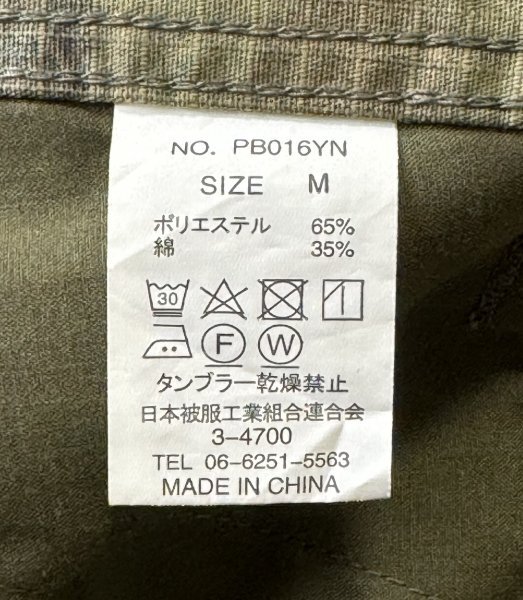 NO. PB016YN
SIZE M
ポリエステル 65%
綿 35%
30
F W
タンブラー乾燥禁止
日本被服工業組合連合会
3-4700
TEL 06-6251-5563
MADE IN CHINA